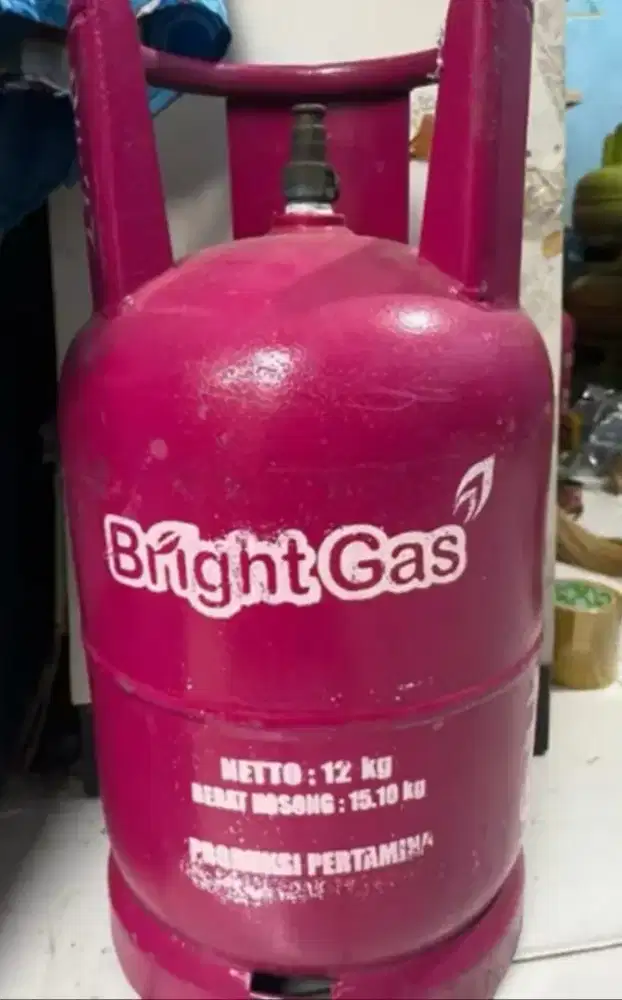 Bright Gas
NETTO : 12 kg
BERAT KOSONG : 15.10 kg
PRODUKSI PERTAMINA